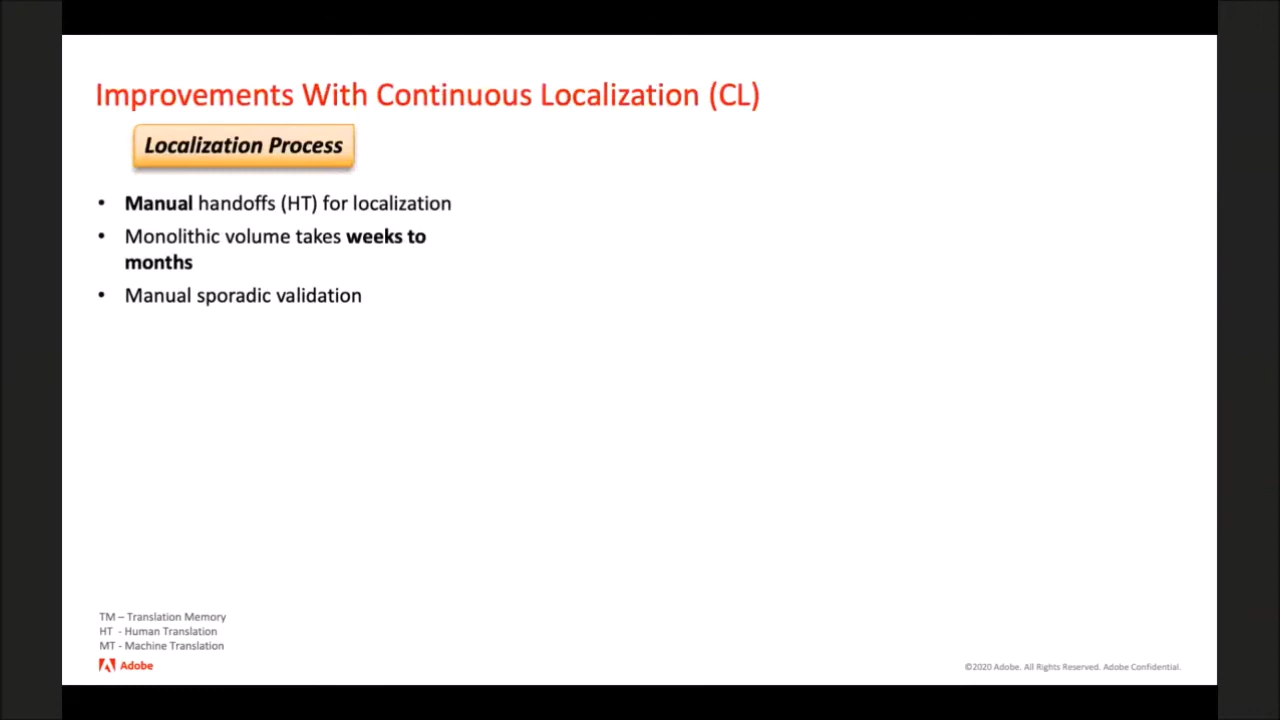 Improvements With Continuous Localization (CL)
Localization Process
• Manual handoffs (HT) for localization
• Monolithic volume takes weeks to
months
• Manual sporadic validation
TM – Translation Memory
HT - Human Translation
MT - Machine Translation
Adobe
©2020 Adobe. All Rights Reserved. Adobe Confidential.